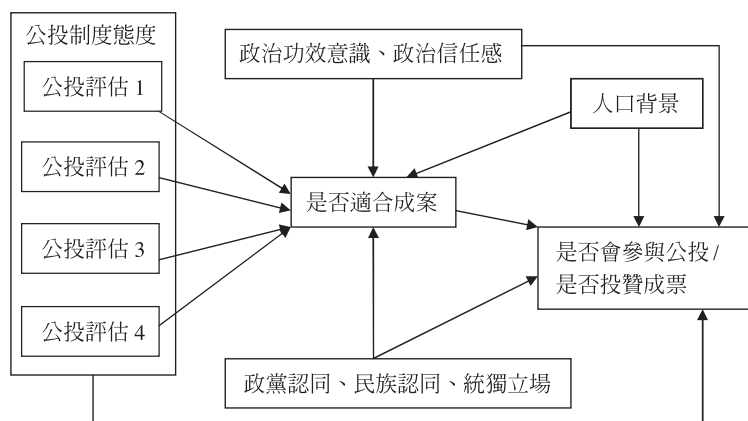 公投制度態度
公投評估 1
公投評估 2
公投評估 3
公投評估 4
政治功效意識、政治信任感
人口背景
是否適合成案
是否會參與公投 /
是否投贊成票
政黨認同、民族認同、統獨立場